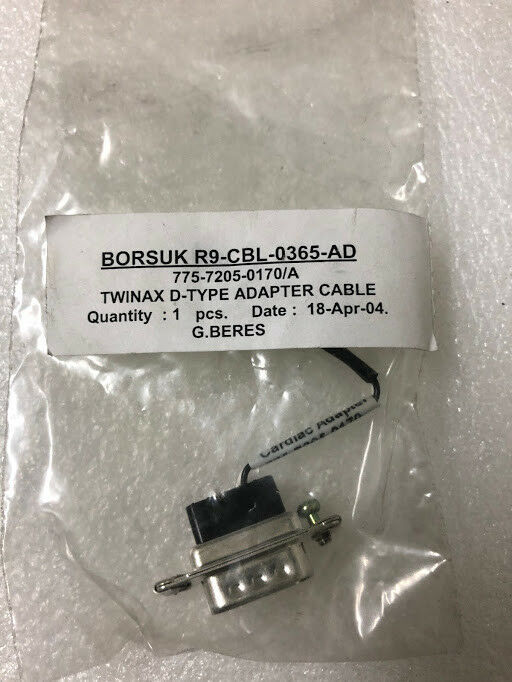 BORSUK R9-CBL-0365-AD
775-7205-0170/A
TWINAX D-TYPE ADAPTER CABLE
Quantity : 1 pcs. Date : 18-Apr-04.
G.BERES
Cardiac Adapter